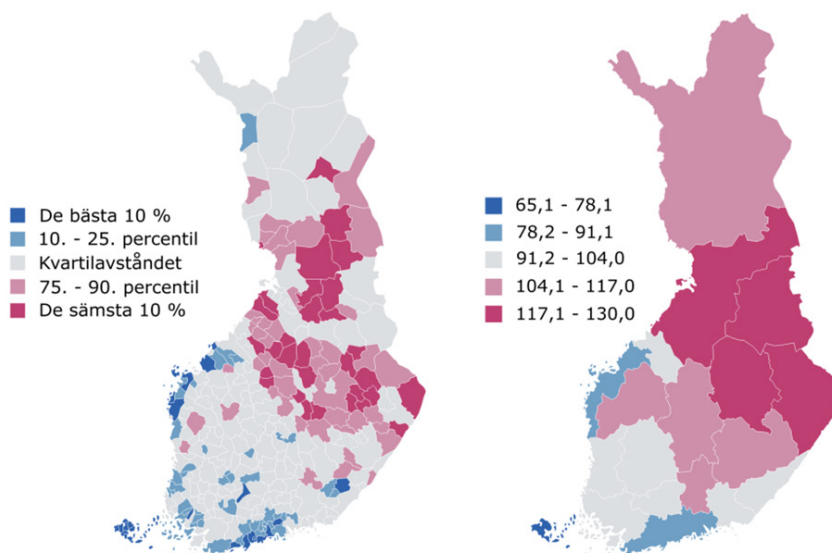 De bästa 10 %
10. - 25. percentil
Kvartilavståndet
75. - 90. percentil
De sämsta 10 %
65,1 - 78,1
78,2 - 91,1
91,2 - 104,0
104,1 - 117,0
117,1 - 130,0